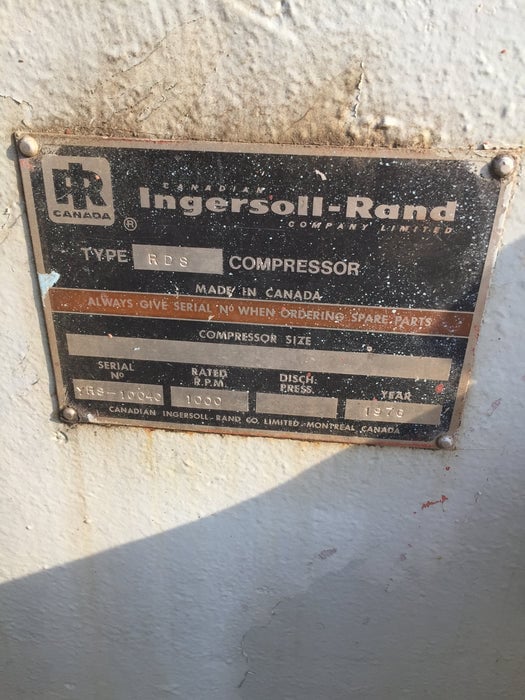 IR
CANADA
®
CANADIAN
Ingersoll-Rand
COMPANY LIMITED
TYPE RDS COMPRESSOR
MADE IN CANADA
ALWAYS GIVE SERIAL Nº WHEN ORDERING SPARE PARTS
COMPRESSOR SIZE
SERIAL Nº
RATED R.P.M.
DISCH. PRESS.
YEAR
1000
CANADIAN INGERSOLL-RAND CO. LIMITED-MONTREAL CANADA